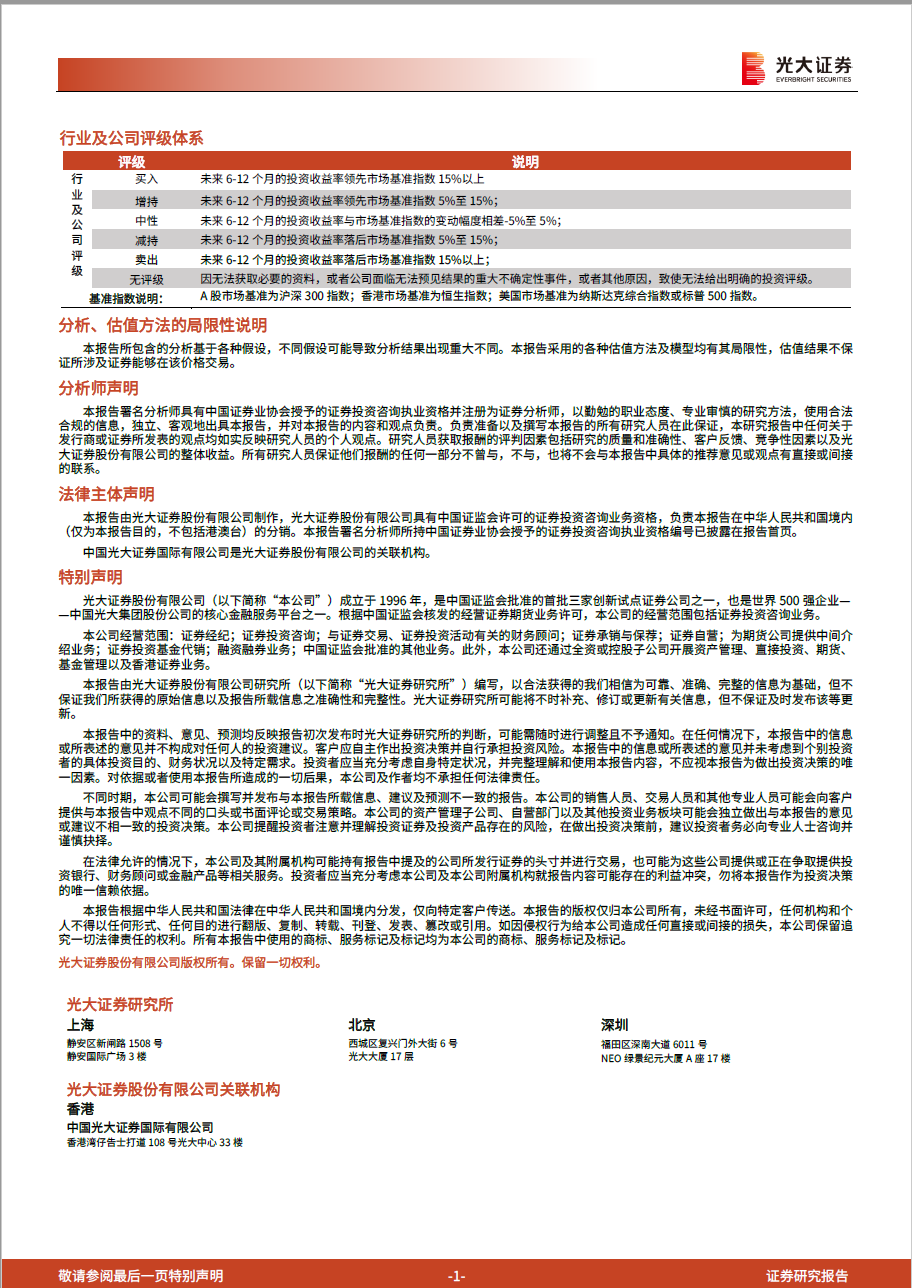 光大证券
EVERBRIGHT SECURITIES
行业及公司评级体系
评级 说明
行业及公司评级
买入 未来 6-12 个月的投资收益率领先市场基准指数 15%以上
增持 未来 6-12 个月的投资收益率领先市场基准指数 5%至 15%；
中性 未来 6-12 个月的投资收益率与市场基准指数的变动幅度相差-5%至 5%；
减持 未来 6-12 个月的投资收益率落后市场基准指数 5%至 15%；
卖出 未来 6-12 个月的投资收益率落后市场基准指数 15%以上；
无评级 因无法获取必要的资料，或者公司面临无法预见结果的重大不确定性事件，或者其他原因，致使无法给出明确的投资评级。
基准指数说明： A 股市场基准为沪深 300 指数；香港市场基准为恒生指数；美国市场基准为纳斯达克综合指数或标普 500 指数。
分析、估值方法的局限性说明
本报告所包含的分析基于各种假设，不同假设可能导致分析结果出现重大不同。本报告采用的各种估值方法及模型均有其局限性，估值结果不保
证所涉及证券能够在该价格交易。
分析师声明
本报告署名分析师具有中国证券业协会授予的证券投资咨询执业资格并注册为证券分析师，以勤勉的职业态度、专业审慎的研究方法，使用合法
合规的信息，独立、客观地出具本报告，并对本报告的内容和观点负责。负责准备以及撰写本报告的所有研究人员在此保证，本研究报告中任何关于
发行商或证券所发表的观点均如实反映研究人员的个人观点。研究人员获取报酬的评判因素包括研究的质量和准确性、客户反馈、竞争性因素以及光
大证券股份有限公司的整体收益。所有研究人员保证他们报酬的任何一部分不曾与，不与，也将不会与本报告中具体的推荐意见或观点有直接或间接
的联系。
法律主体声明
本报告由光大证券股份有限公司制作，光大证券股份有限公司具有中国证监会许可的证券投资咨询业务资格，负责本报告在中华人民共和国境内
（仅为本报告目的，不包括港澳台）的分销。本报告署名分析师所持中国证券业协会授予的证券投资咨询执业资格编号已披露在报告首页。
中国光大证券国际有限公司是光大证券股份有限公司的关联机构。
特别声明
光大证券股份有限公司（以下简称“本公司”）成立于 1996 年，是中国证监会批准的首批三家创新试点证券公司之一，也是世界 500 强企业—
—中国光大集团股份公司的核心金融服务平台之一。根据中国证监会核发的经营证券期货业务许可，本公司的经营范围包括证券投资咨询业务。
本公司经营范围：证券经纪；证券投资咨询；与证券交易、证券投资活动有关的财务顾问；证券承销与保荐；证券自营；为期货公司提供中间介
绍业务；证券投资基金代销；融资融券业务；中国证监会批准的其他业务。此外，本公司还通过全资或控股子公司开展资产管理、直接投资、期货、
基金管理以及香港证券业务。
本报告由光大证券股份有限公司研究所（以下简称“光大证券研究所”）编写，以合法获得的我们相信为可靠、准确、完整的信息为基础，但不
保证我们所获得的原始信息以及报告所载信息之准确性和完整性。光大证券研究所可能将不时补充、修订或更新有关信息，但不保证及时发布该等更
新。
本报告中的资料、意见、预测均反映报告初次发布时光大证券研究所的判断，可能需随时进行调整且不予通知。在任何情况下，本报告中的信息
或所表述的意见并不构成对任何人的投资建议。客户应自主作出投资决策并自行承担投资风险。本报告中的信息或所表述的意见并未考虑到个别投资
者的具体投资目的、财务状况以及特定需求。投资者应当充分考虑自身特定状况，并完整理解和使用本报告内容，不应视本报告为做出投资决策的唯
一因素。对依据或者使用本报告所造成的一切后果，本公司及作者均不承担任何法律责任。
不同时期，本公司可能会撰写并发布与本报告所载信息、建议及预测不一致的报告。本公司的销售人员、交易人员和其他专业人员可能会向客户
提供与本报告中观点不同的口头或书面评论或交易策略。本公司的资产管理子公司、自营部门以及其他投资业务板块可能会独立做出与本报告的意见
或建议不相一致的投资决策。本公司提醒投资者注意并理解投资证券及投资产品存在的风险，在做出投资决策前，建议投资者务必向专业人士咨询并
谨慎抉择。
在法律允许的情况下，本公司及其附属机构可能持有报告中提及的公司所发行证券的头寸并进行交易，也可能为这些公司提供或正在争取提供投
资银行、财务顾问或金融产品等相关服务。投资者应当充分考虑本公司及本公司附属机构就报告内容可能存在的利益冲突，勿将本报告作为投资决策
的唯一信赖依据。
本报告根据中华人民共和国法律在中华人民共和国境内分发，仅向特定客户传送。本报告的版权仅归本公司所有，未经书面许可，任何机构和个
人不得以任何形式、任何目的进行翻版、复制、转载、刊登、发表、篡改或引用。如因侵权行为给本公司造成任何直接或间接的损失，本公司保留追
究一切法律责任的权利。所有本报告中使用的商标、服务标记及标记均为本公司的商标、服务标记及标记。
光大证券股份有限公司版权所有。保留一切权利。
光大证券研究所
上海 北京 深圳
静安区新闸路 1508 号 西城区复兴门外大街 6 号 福田区深南大道 6011 号
静安国际广场 3 楼 光大大厦 17 层 NEO 绿景纪元大厦 A 座 17 楼
光大证券股份有限公司关联机构
香港
中国光大证券国际有限公司
香港湾仔告士打道 108 号光大中心 33 楼
敬请参阅最后一页特别声明 -1- 证券研究报告